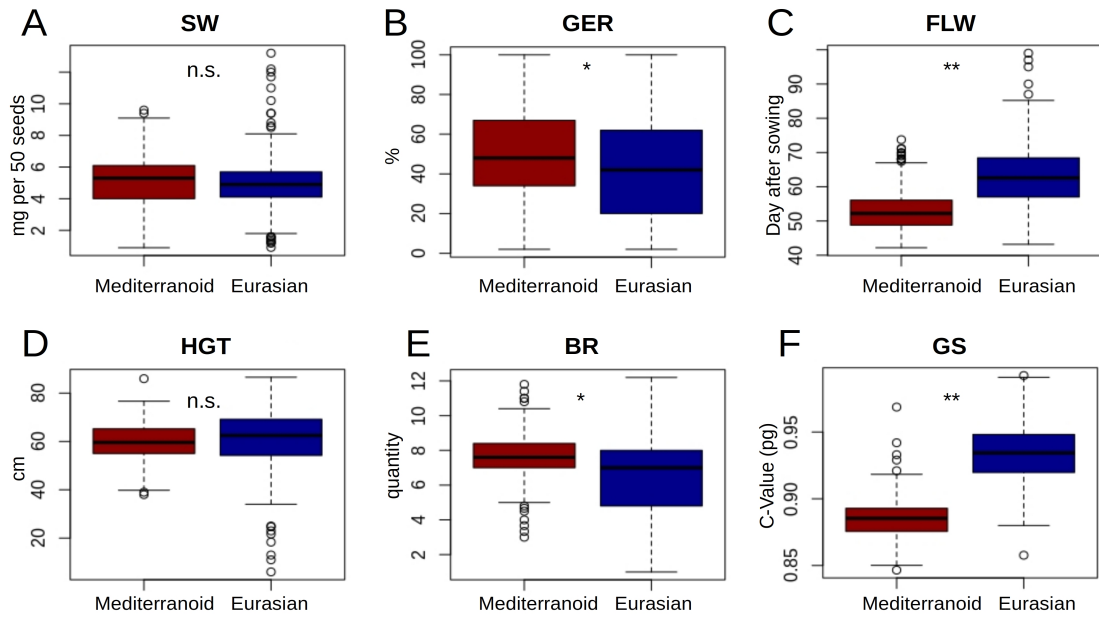 A SW
n.s.
mg per 50 seeds
10
8
6
4
2
Mediterranoid Eurasian
B GER
*
%
100
80
60
40
20
0
Mediterranoid Eurasian
C FLW
**
Day after sowing
90
80
70
60
50
40
Mediterranoid Eurasian
D HGT
n.s.
cm
80
60
40
20
Mediterranoid Eurasian
E BR
*
quantity
12
10
8
6
4
2
Mediterranoid Eurasian
F GS
**
C-Value (pg)
0.95
0.90
0.85
Mediterranoid Eurasian